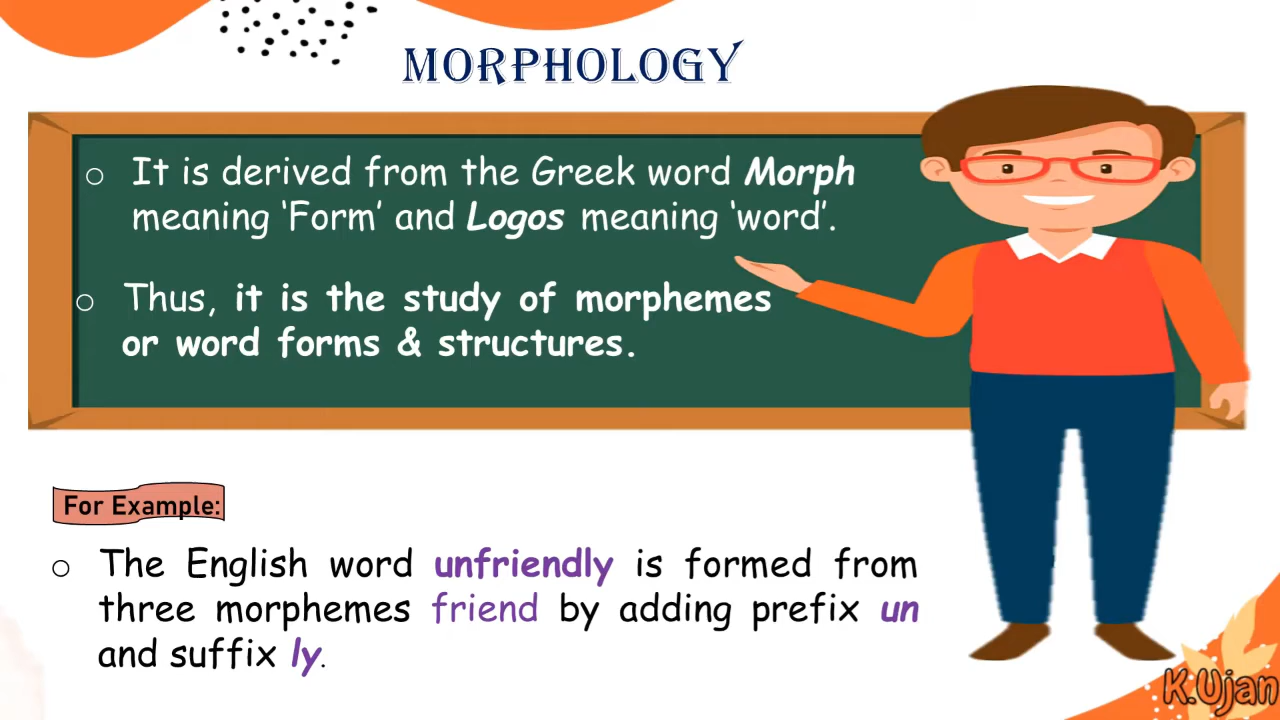 MORPHOLOGY
o It is derived from the Greek word Morph
meaning ‘Form’ and Logos meaning ‘word’.
o Thus, it is the study of morphemes
or word forms & structures.
For Example:
o The English word unfriendly is formed from
three morphemes friend by adding prefix un
and suffix ly.
K.Ujan